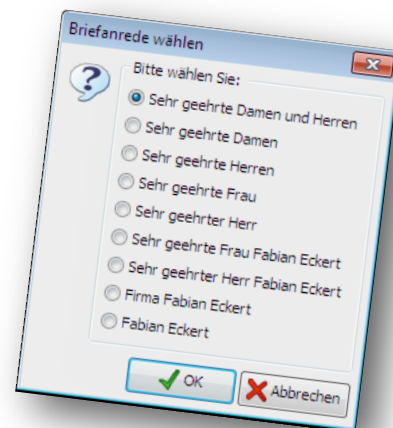 Briefanrede wählen
Bitte wählen Sie:
Sehr geehrte Damen und Herren
Sehr geehrte Damen
Sehr geehrte Herren
Sehr geehrte Frau
Sehr geehrter Herr
Sehr geehrte Frau Fabian Eckert
Sehr geehrter Herr Fabian Eckert
Firma Fabian Eckert
Fabian Eckert
OK
Abbrechen